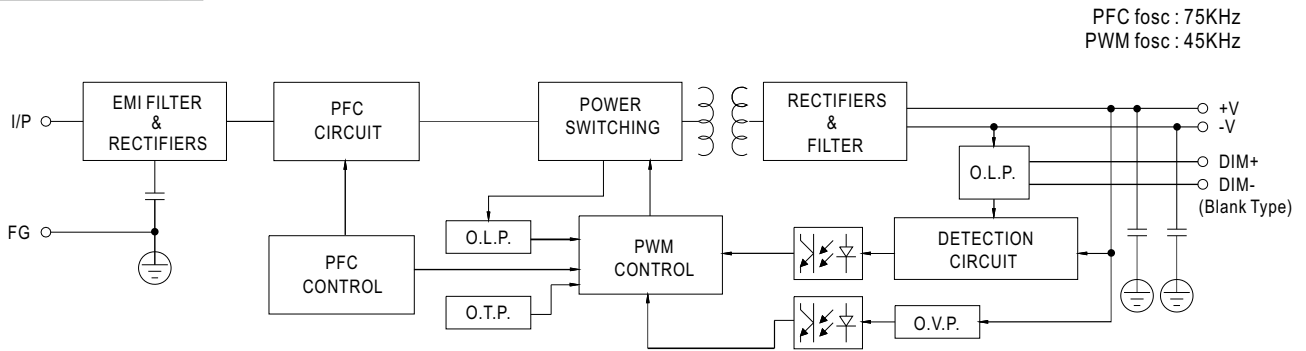 PFC fosc : 75KHz
PWM fosc : 45KHz
I/P
EMI FILTER
&
RECTIFIERS
PFC
CIRCUIT
POWER
SWITCHING
RECTIFIERS
&
FILTER
+V
-V
O.L.P.
DIM+
DIM-
(Blank Type)
FG
PFC
CONTROL
O.L.P.
O.T.P.
PWM
CONTROL
DETECTION
CIRCUIT
O.V.P.